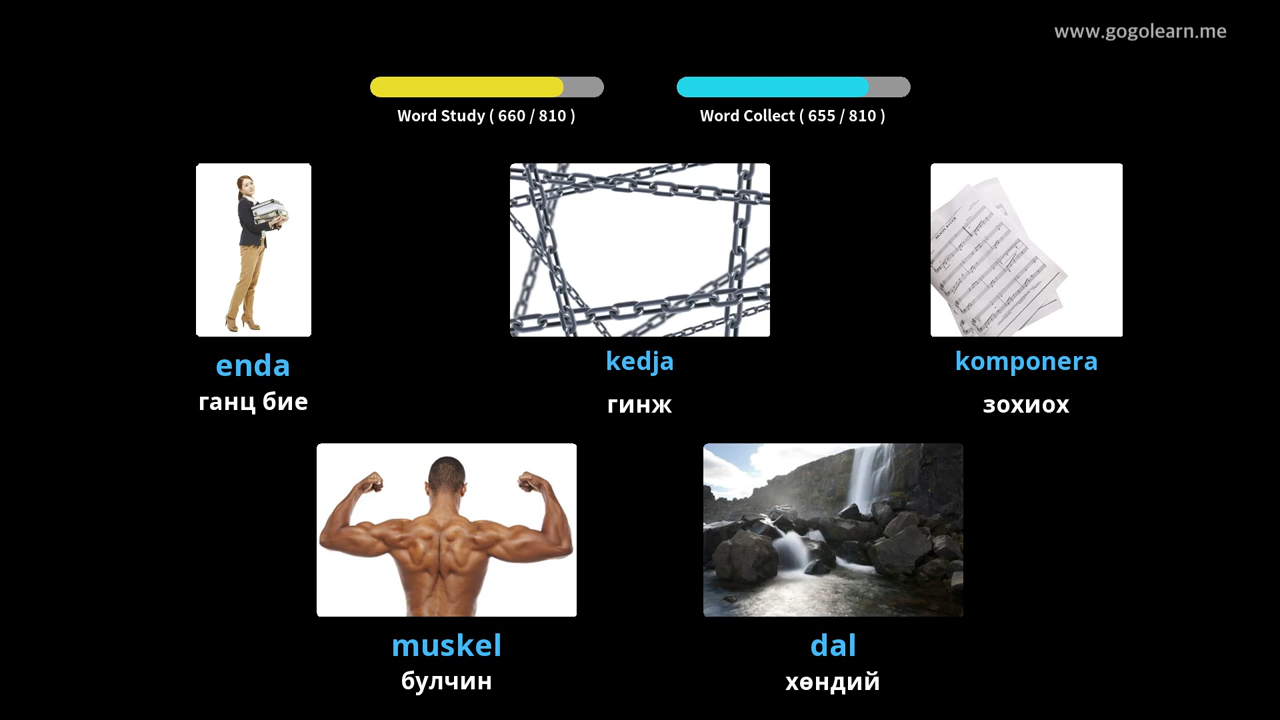 www.gogolearn.me
Word Study ( 660 / 810 )
Word Collect ( 655 / 810 )
enda
ганц бие
kedja
гинж
komponera
зохиох
muskel
булчин
dal
хөндий